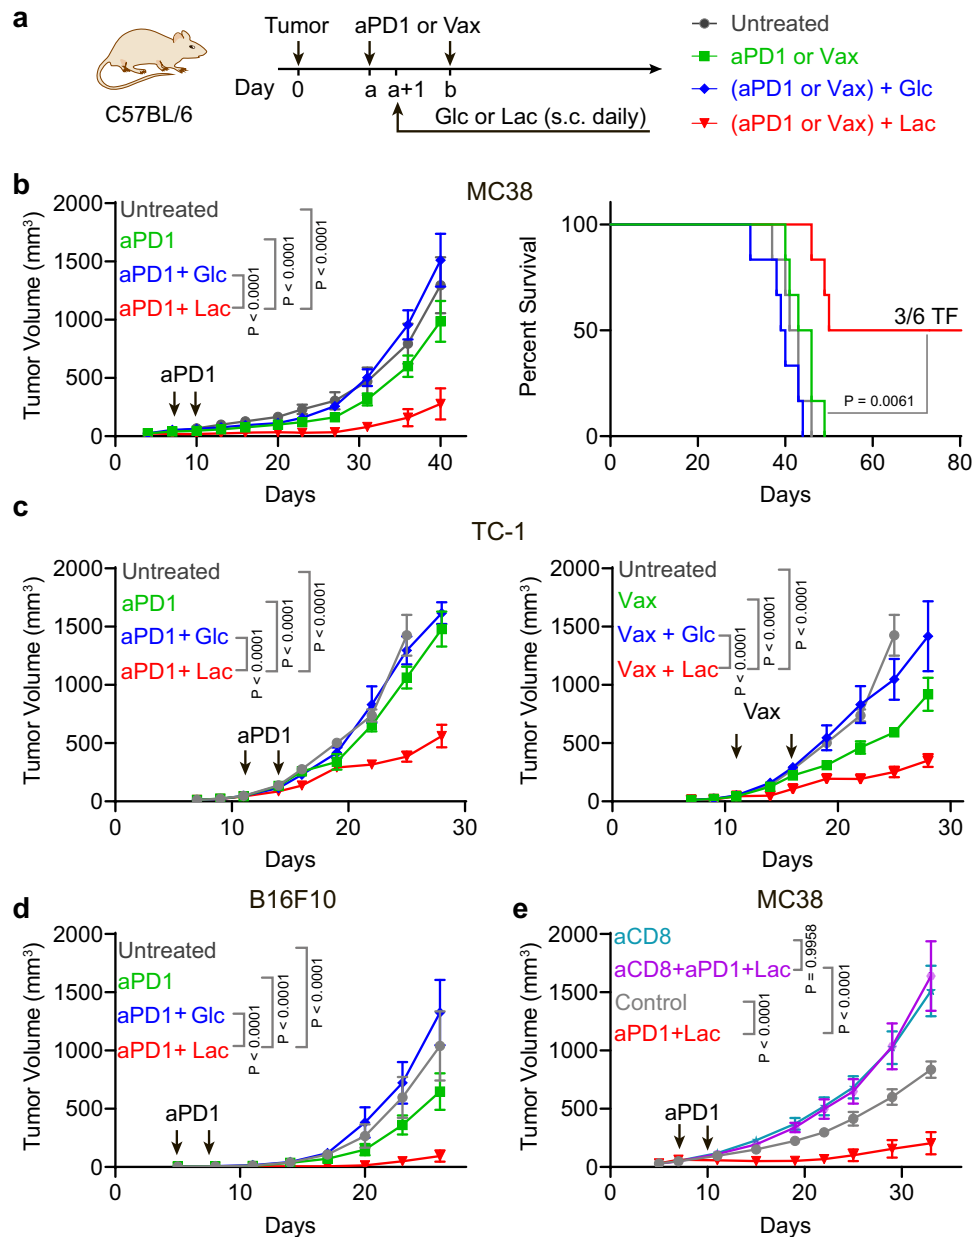 a
Tumor
aPD1 or Vax
Day
0
a
a+1
b
Glc or Lac (s.c. daily)
C57BL/6
Untreated
aPD1 or Vax
(aPD1 or Vax) + Glc
(aPD1 or Vax) + Lac
b
MC38
Tumor Volume (mm³)
2000
1500
1000
500
0
Untreated
aPD1
aPD1+ Glc
aPD1+ Lac
P < 0.0001
P < 0.0001
P < 0.0001
aPD1
0 10 20 30 40
Days
Percent Survival
100
50
0
3/6 TF
P = 0.0061
0 20 40 60 80
Days
c
TC-1
Tumor Volume (mm³)
2000
1500
1000
500
0
Untreated
aPD1
aPD1+ Glc
aPD1+ Lac
P < 0.0001
P < 0.0001
P < 0.0001
aPD1
0 10 20 30
Days
Tumor Volume (mm³)
2000
1500
1000
500
0
Untreated
Vax
Vax + Glc
Vax + Lac
P < 0.0001
P < 0.0001
P < 0.0001
Vax
0 10 20 30
Days
d
B16F10
Tumor Volume (mm³)
2000
1500
1000
500
0
Untreated
aPD1
aPD1+ Glc
aPD1+ Lac
P < 0.0001
P < 0.0001
P < 0.0001
aPD1
0 10 20
Days
e
MC38
Tumor Volume (mm³)
2000
1500
1000
500
0
aCD8
aCD8+aPD1+Lac
Control
aPD1+Lac
P < 0.0001
P = 0.9958
P < 0.0001
aPD1
0 10 20 30
Days